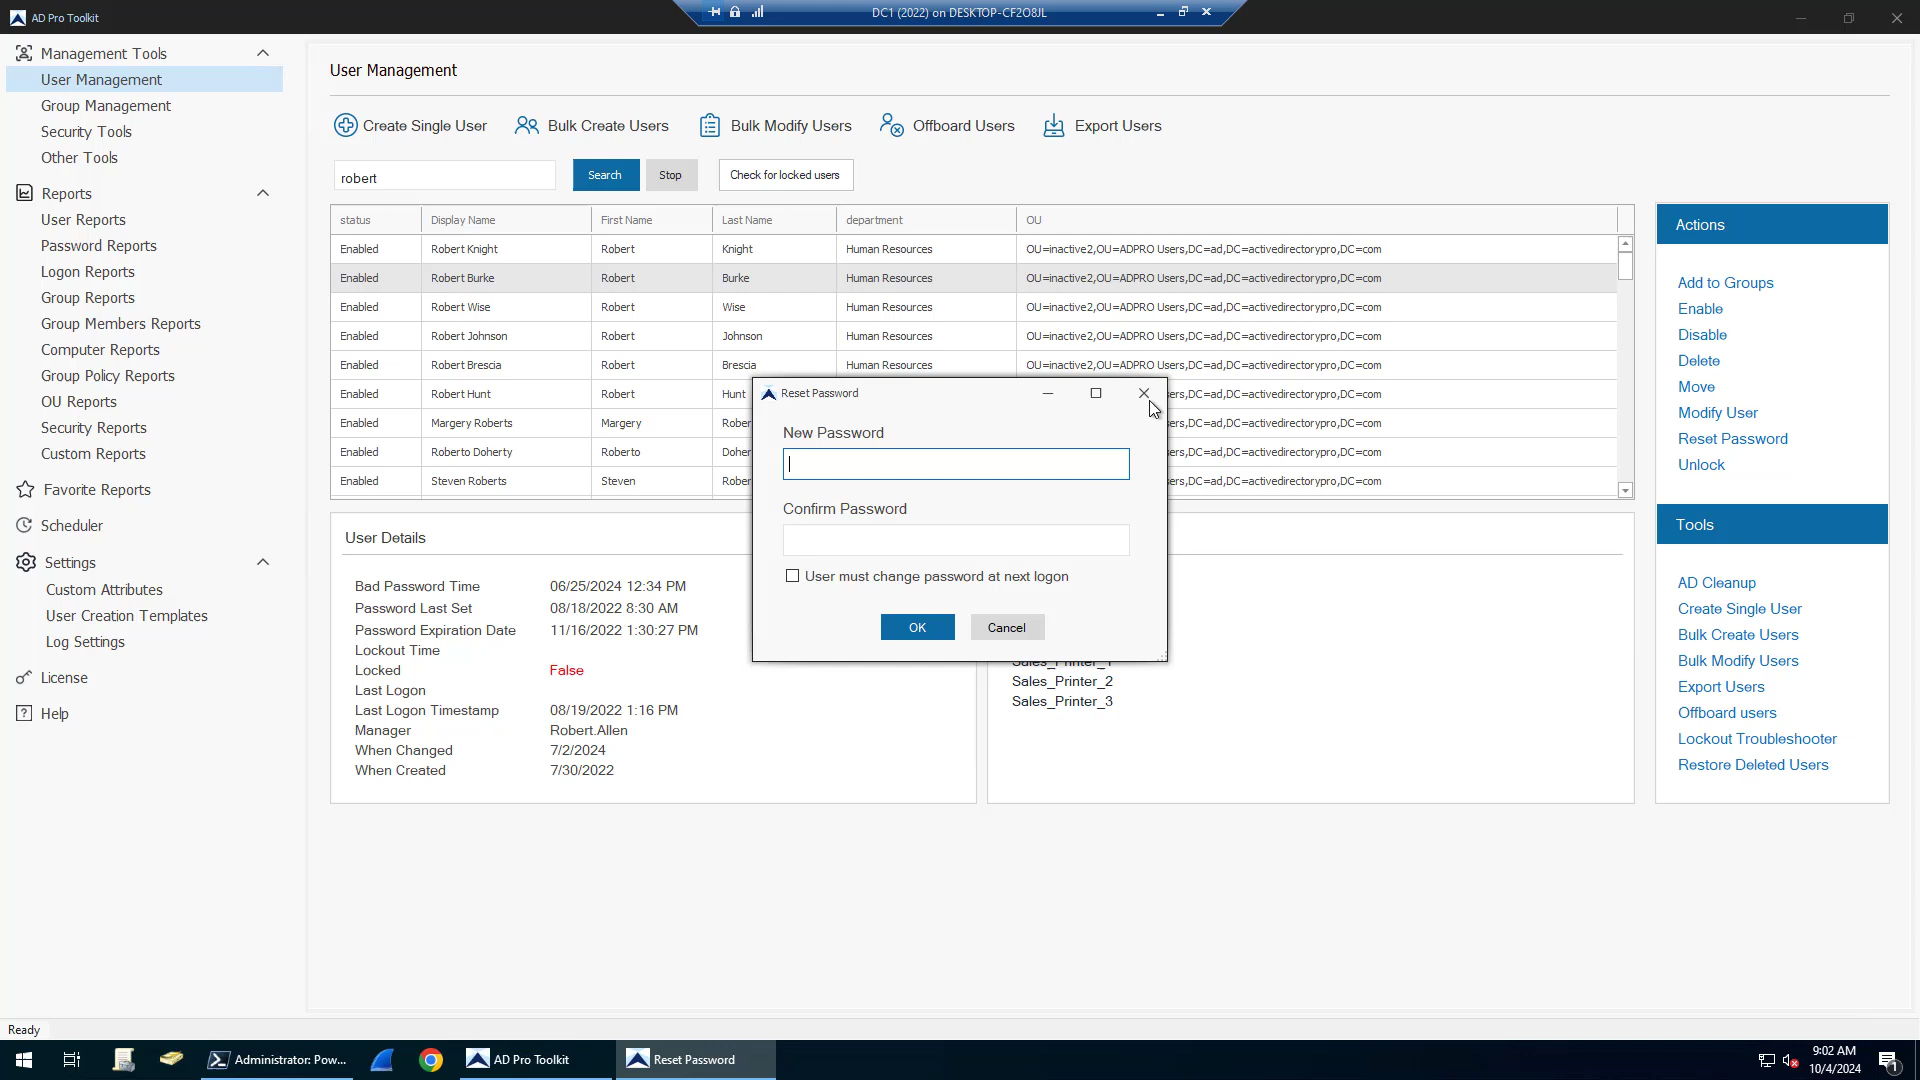 AD Pro Toolkit
DC1 (2022) on DESKTOP-CF2O8JL
Management Tools
User Management
Group Management
Security Tools
Other Tools
Reports
User Reports
Password Reports
Logon Reports
Group Reports
Group Members Reports
Computer Reports
Group Policy Reports
OU Reports
Security Reports
Custom Reports
Favorite Reports
Scheduler
Settings
Custom Attributes
User Creation Templates
Log Settings
License
Help
User Management
Create Single User Bulk Create Users Bulk Modify Users Offboard Users Export Users
robert Search Stop Check for locked users
status Display Name First Name Last Name department OU
Enabled Robert Knight Robert Knight Human Resources OU=inactive2,OU=ADPRO Users,DC=ad,DC=activedirectorypro,DC=com
Enabled Robert Burke Robert Burke Human Resources OU=inactive2,OU=ADPRO Users,DC=ad,DC=activedirectorypro,DC=com
Enabled Robert Wise Robert Wise Human Resources OU=inactive2,OU=ADPRO Users,DC=ad,DC=activedirectorypro,DC=com
Enabled Robert Johnson Robert Johnson Human Resources OU=inactive2,OU=ADPRO Users,DC=ad,DC=activedirectorypro,DC=com
Enabled Robert Brescia Robert Brescia Human Resources OU=inactive2,OU=ADPRO Users,DC=ad,DC=activedirectorypro,DC=com
Enabled Robert Hunt Robert Hunt ers,DC=ad,DC=activedirectorypro,DC=com
Enabled Margery Roberts Margery Rober ers,DC=ad,DC=activedirectorypro,DC=com
Enabled Roberto Doherty Roberto Doher ers,DC=ad,DC=activedirectorypro,DC=com
Enabled Steven Roberts Steven Rober ers,DC=ad,DC=activedirectorypro,DC=com
Reset Password
New Password
Confirm Password
User must change password at next logon
OK Cancel
User Details
Bad Password Time 06/25/2024 12:34 PM
Password Last Set 08/18/2022 8:30 AM
Password Expiration Date 11/16/2022 1:30:27 PM
Lockout Time
Locked False
Last Logon
Last Logon Timestamp 08/19/2022 1:16 PM
Manager Robert.Allen
When Changed 7/2/2024
When Created 7/30/2022
Sales_Printer_1
Sales_Printer_2
Sales_Printer_3
Actions
Add to Groups
Enable
Disable
Delete
Move
Modify User
Reset Password
Unlock
Tools
AD Cleanup
Create Single User
Bulk Create Users
Bulk Modify Users
Export Users
Offboard users
Lockout Troubleshooter
Restore Deleted Users
Ready
Administrator: Pow... AD Pro Toolkit Reset Password
9:02 AM
10/4/2024
1